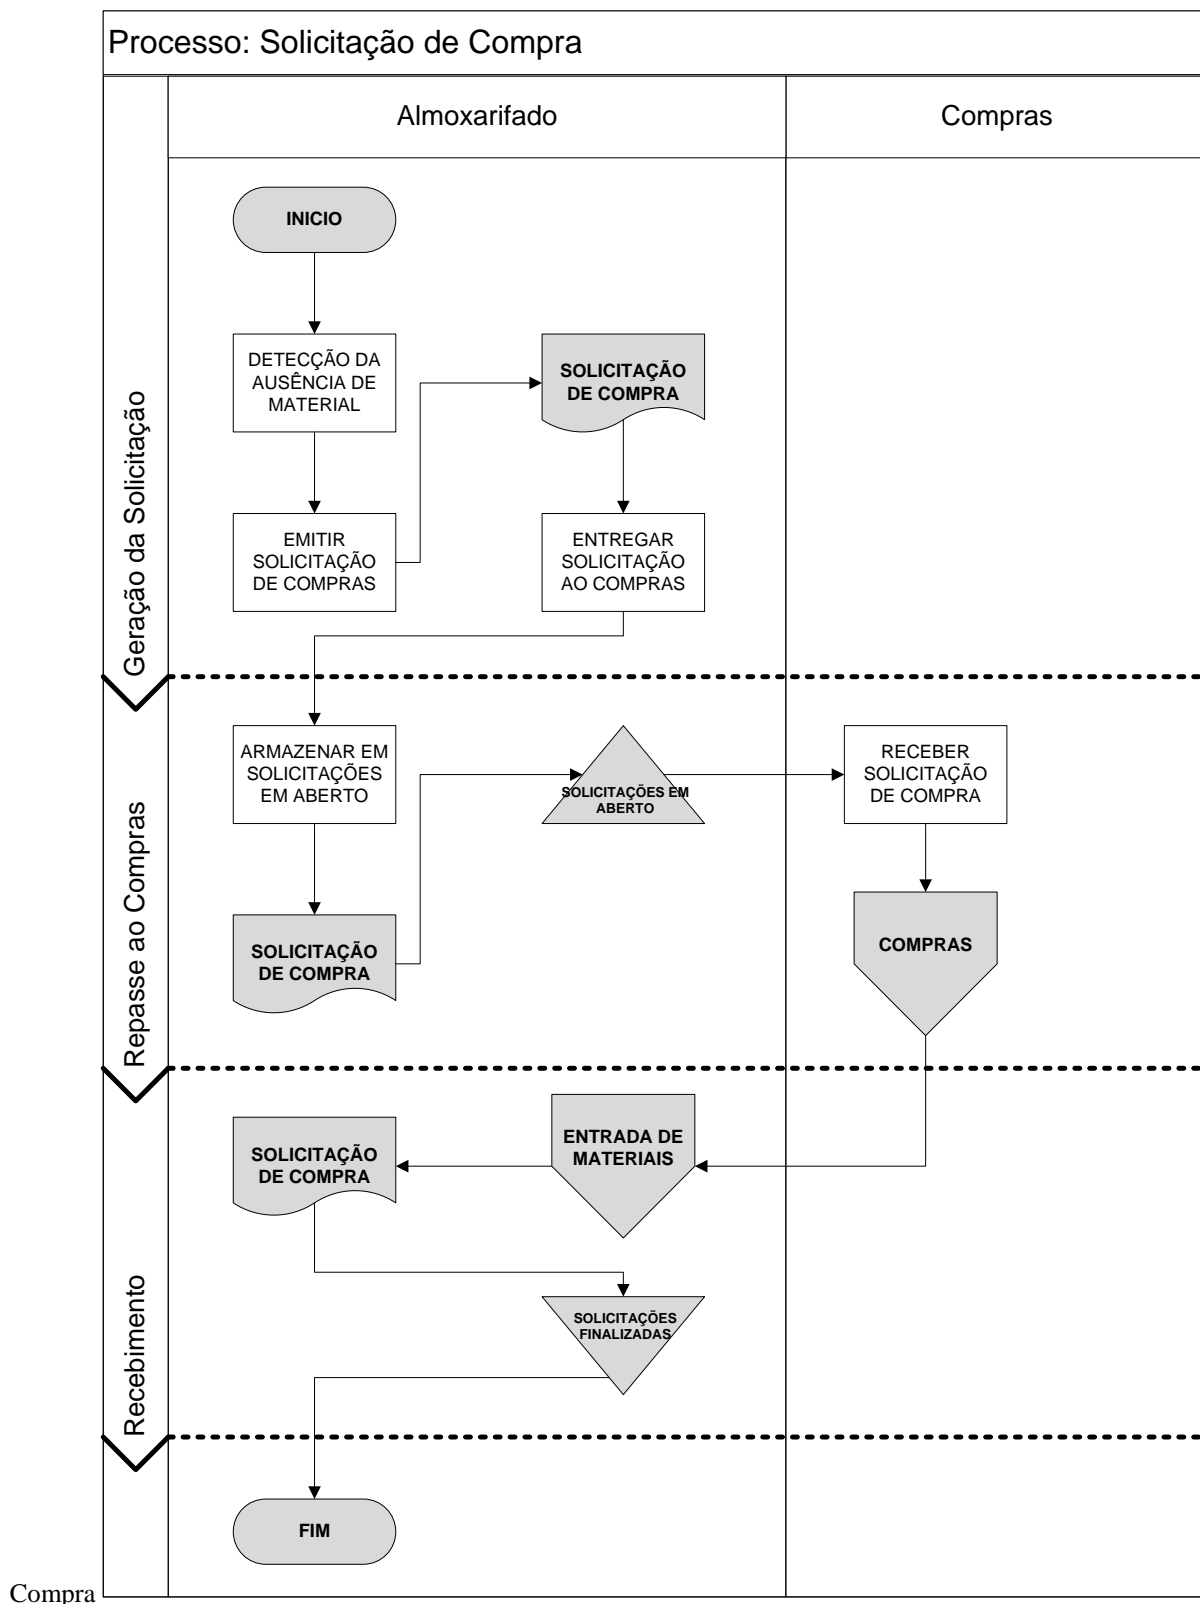 Processo: Solicitação de Compra
Almoxarifado
Compras
Geração da Solicitação
INICIO
DETECÇÃO DA
AUSÊNCIA DE
MATERIAL
SOLICITAÇÃO
DE COMPRA
EMITIR
SOLICITAÇÃO
DE COMPRAS
ENTREGAR
SOLICITAÇÃO
AO COMPRAS
Repasse ao Compras
ARMAZENAR EM
SOLICITAÇÕES
EM ABERTO
SOLICITAÇÕES EM
ABERTO
RECEBER
SOLICITAÇÃO
DE COMPRA
SOLICITAÇÃO
DE COMPRA
COMPRAS
Recebimento
SOLICITAÇÃO
DE COMPRA
ENTRADA DE
MATERIAIS
SOLICITAÇÕES
FINALIZADAS
FIM
Compra